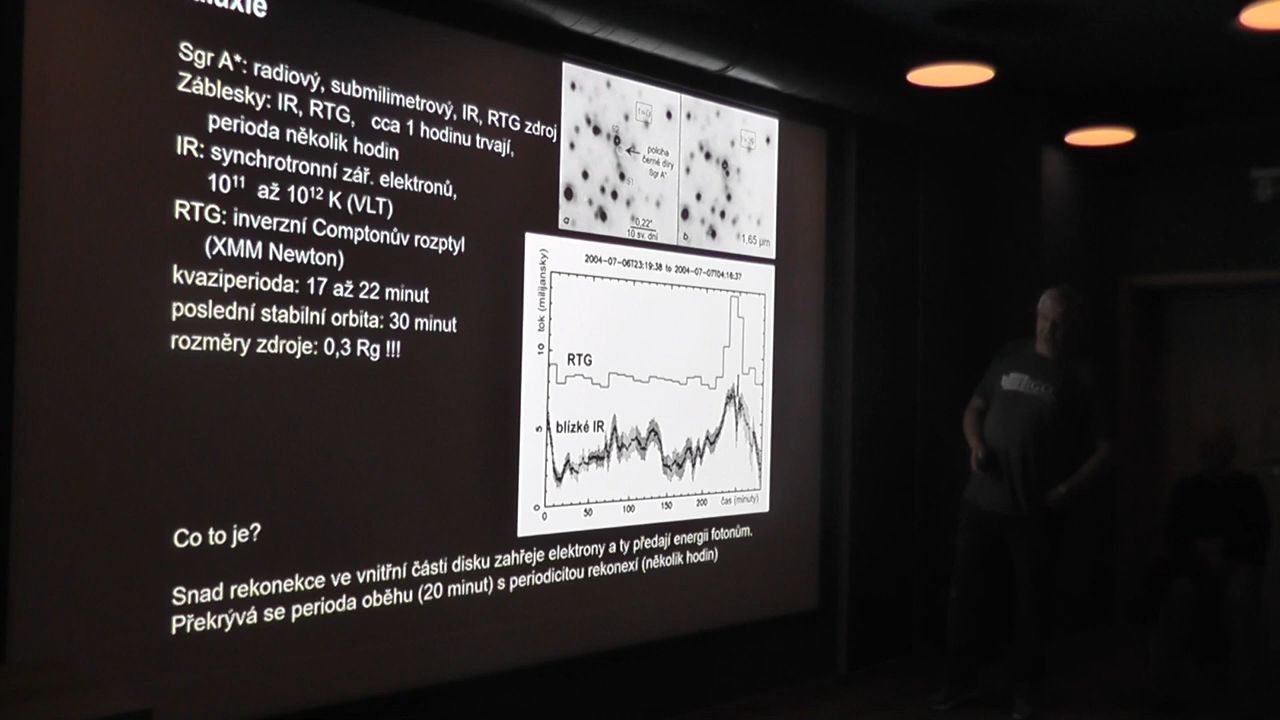 Sgr A*: radiový, submilimetrový, IR, RTG zdroj
Záblesky: IR, RTG, cca 1 hodinu trvají,
perioda několik hodin
IR: synchrotronní zář. elektronů,
10¹¹ až 10¹² K (VLT)
RTG: inverzní Comptonův rozptyl
(XMM Newton)
kvaziperioda: 17 až 22 minut
poslední stabilní orbita: 30 minut
rozměry zdroje: 0,3 Rg !!!
Co to je?
Snad rekonekce ve vnitřní části disku zahřeje elektrony a ty předají energii fotonům.
Překrývá se perioda oběhu (20 minut) s periodicitou rekonexí (několik hodin)
S2
poloha
černé díry
Sgr A*
S1
0.22"
10 sv. dní
a
b
1,65 µm
2004-07-06T23:19:38 to 2004-07-07T04:16:37
tok (milijansky)
10
5
0
RTG
blízké IR
0
50
100
150
200
čas (minuty)